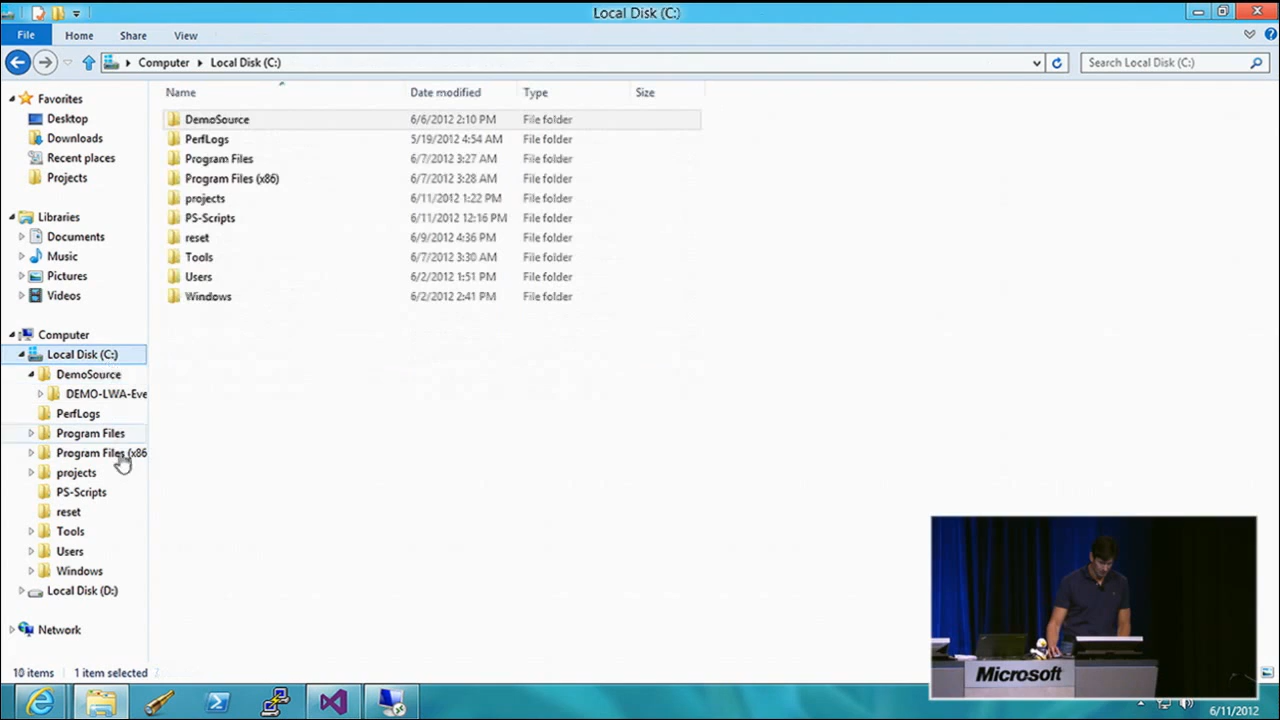 Local Disk (C:)
File Home Share View
Computer Local Disk (C:) Search Local Disk (C:)
Name Date modified Type Size
Favorites
Desktop
Downloads
Recent places
Projects
Libraries
Documents
Music
Pictures
Videos
Computer
Local Disk (C:)
DemoSource
DEMO-LWA-Eve
PerfLogs
Program Files
Program Files (x86
projects
PS-Scripts
reset
Tools
Users
Windows
Local Disk (D:)
Network
DemoSource 6/6/2012 2:10 PM File folder
PerfLogs 5/19/2012 4:54 AM File folder
Program Files 6/7/2012 3:27 AM File folder
Program Files (x86) 6/7/2012 3:28 AM File folder
projects 6/11/2012 1:22 PM File folder
PS-Scripts 6/11/2012 12:16 PM File folder
reset 6/9/2012 4:36 PM File folder
Tools 6/7/2012 3:30 AM File folder
Users 6/2/2012 1:51 PM File folder
Windows 6/2/2012 2:41 PM File folder
10 items 1 item selected
Microsoft
6/11/2012